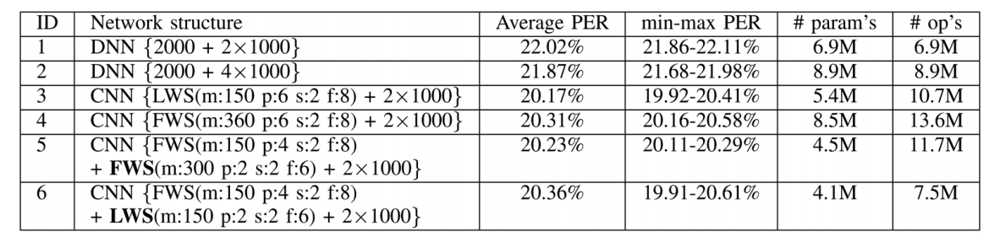 ID Network structure Average PER min-max PER # param's # op's
1 DNN {2000 + 2×1000} 22.02% 21.86-22.11% 6.9M 6.9M
2 DNN {2000 + 4×1000} 21.87% 21.68-21.98% 8.9M 8.9M
3 CNN {LWS(m:150 p:6 s:2 f:8) + 2×1000} 20.17% 19.92-20.41% 5.4M 10.7M
4 CNN {FWS(m:360 p:6 s:2 f:8) + 2×1000} 20.31% 20.16-20.58% 8.5M 13.6M
5 CNN {FWS(m:150 p:4 s:2 f:8) 20.23% 20.11-20.29% 4.5M 11.7M
+ FWS(m:300 p:2 s:2 f:6) + 2×1000}
6 CNN {FWS(m:150 p:4 s:2 f:8) 20.36% 19.91-20.61% 4.1M 7.5M
+ LWS(m:150 p:2 s:2 f:6) + 2×1000}